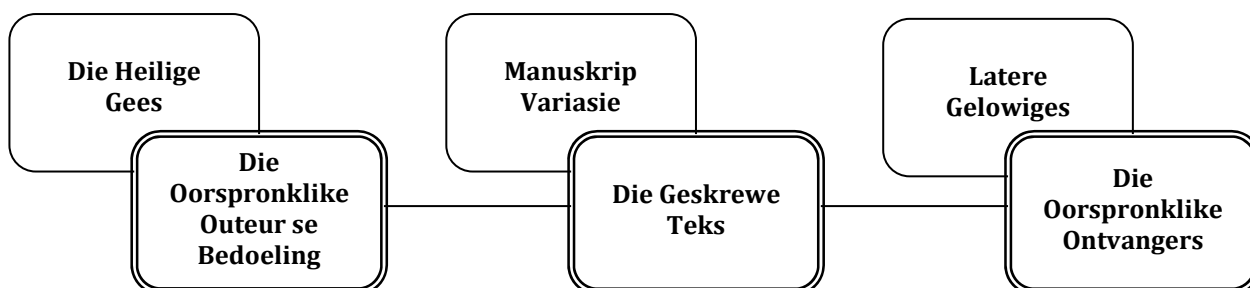 Die Heilige
Gees
Die
Oorspronklike
Outeur se
Bedoeling
Manuskrip
Variasie
Die Geskrewe
Teks
Latere
Gelowiges
Die
Oorspronklike
Ontvangers